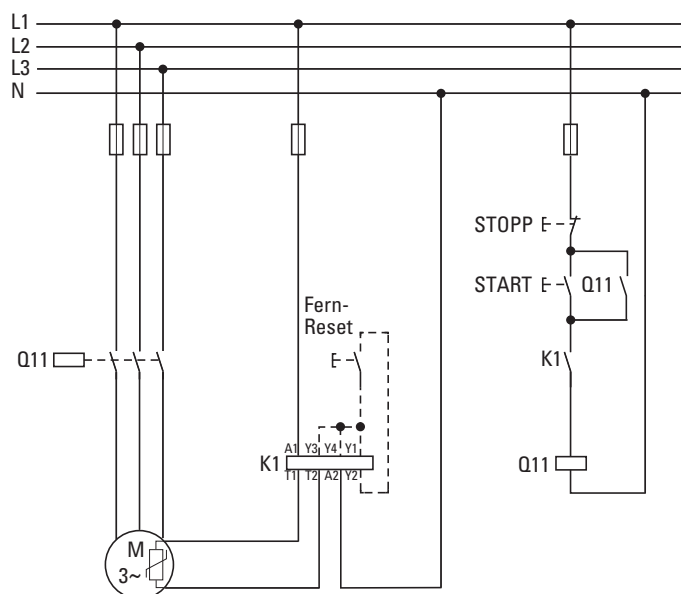 L1
L2
L3
N
STOPP E
START E Q11
Fern-
Reset
E
Q11
K1
A1 Y3 Y4 Y1
K1
T1 T2 A2 Y2
Q11
M
3~